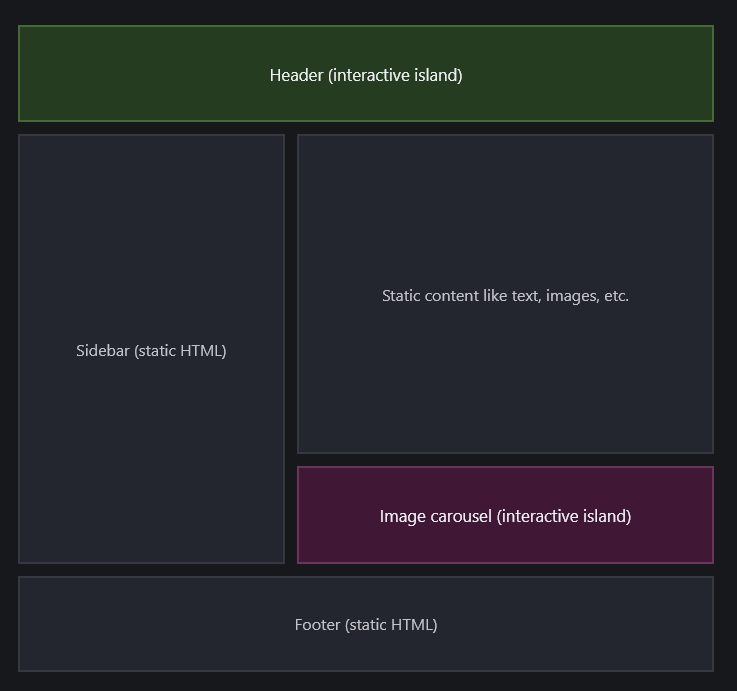 Header (interactive island)
Sidebar (static HTML)
Static content like text, images, etc.
Image carousel (interactive island)
Footer (static HTML)